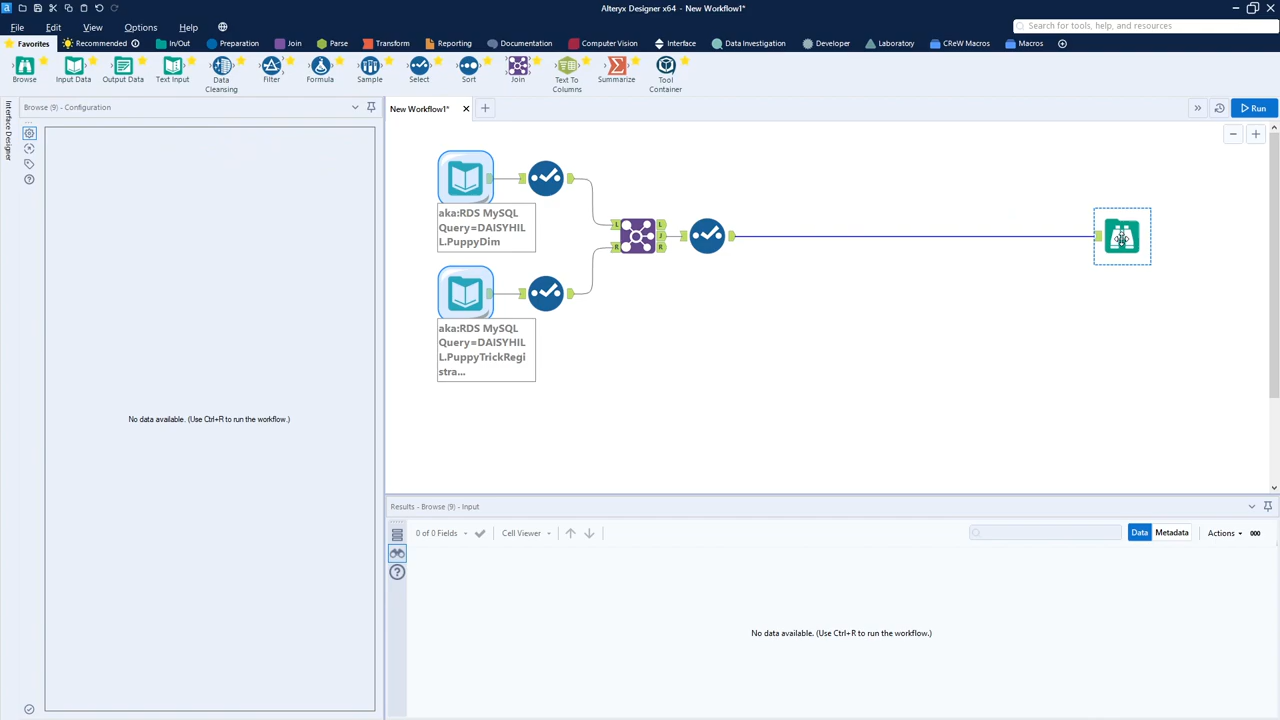 Alteryx Designer x64 - New Workflow1*
File Edit View Options Help
Search for tools, help, and resources
Favorites Recommended In/Out Preparation Join Parse Transform Reporting Documentation Computer Vision Interface Data Investigation Developer Laboratory CReW Macros Macros
Browse Input Data Output Data Text Input Data Cleansing Filter Formula Sample Select Sort Join Text To Columns Summarize Tool Container
Browse (9) - Configuration
Interface Designer
No data available. (Use Ctrl+R to run the workflow.)
New Workflow1*
Run
aka:RDS MySQL
Query=DAISYHIL
L.PuppyDim
aka:RDS MySQL
Query=DAISYHIL
L.PuppyTrickRegi
stra...
L L
J
R R
Results - Browse (9) - Input
0 of 0 Fields Cell Viewer Data Metadata Actions 000
No data available. (Use Ctrl+R to run the workflow.)